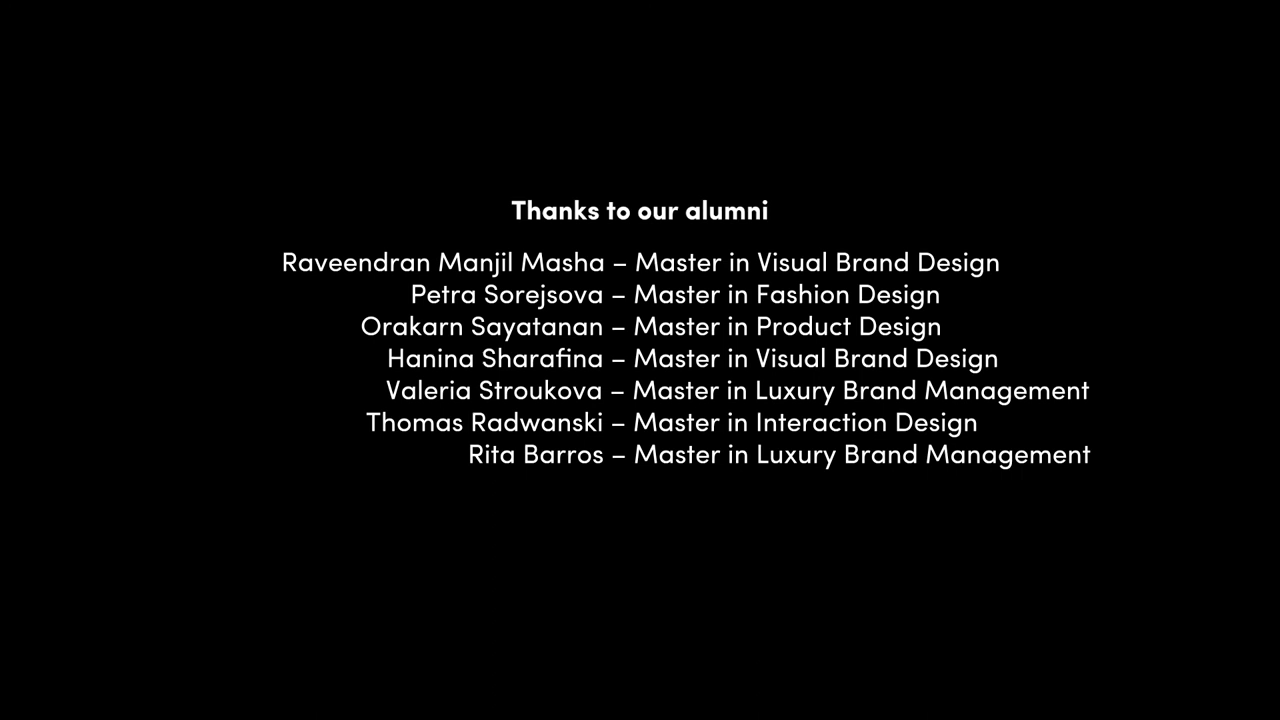 Thanks to our alumni
Raveendran Manjil Masha – Master in Visual Brand Design
Petra Sorejsova – Master in Fashion Design
Orakarn Sayatanan – Master in Product Design
Hanina Sharafina – Master in Visual Brand Design
Valeria Stroukova – Master in Luxury Brand Management
Thomas Radwanski – Master in Interaction Design
Rita Barros – Master in Luxury Brand Management